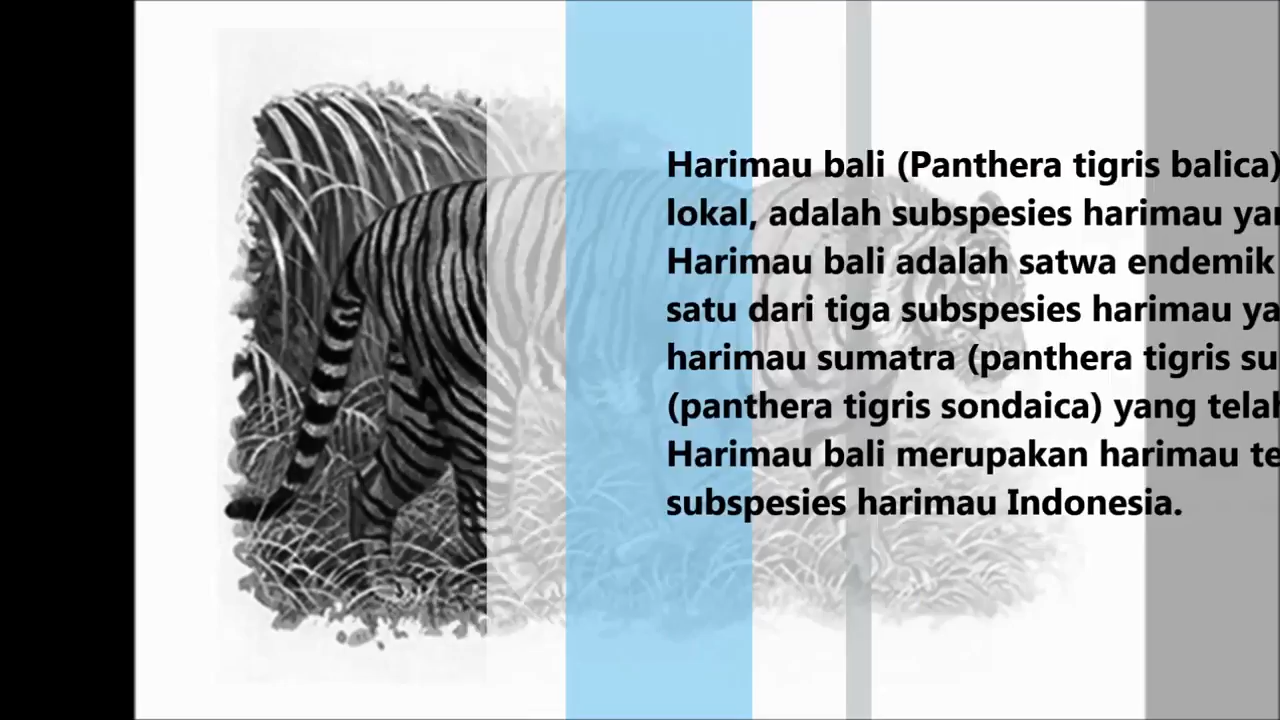 Harimau bali (Panthera tigris balica)
lokal, adalah subspesies harimau
Harimau bali adalah satwa endemik
satu dari tiga subspesies harimau
harimau sumatra (panthera tigris
(panthera tigris sondaica) yang
Harimau bali merupakan harimau
subspesies harimau Indonesia.